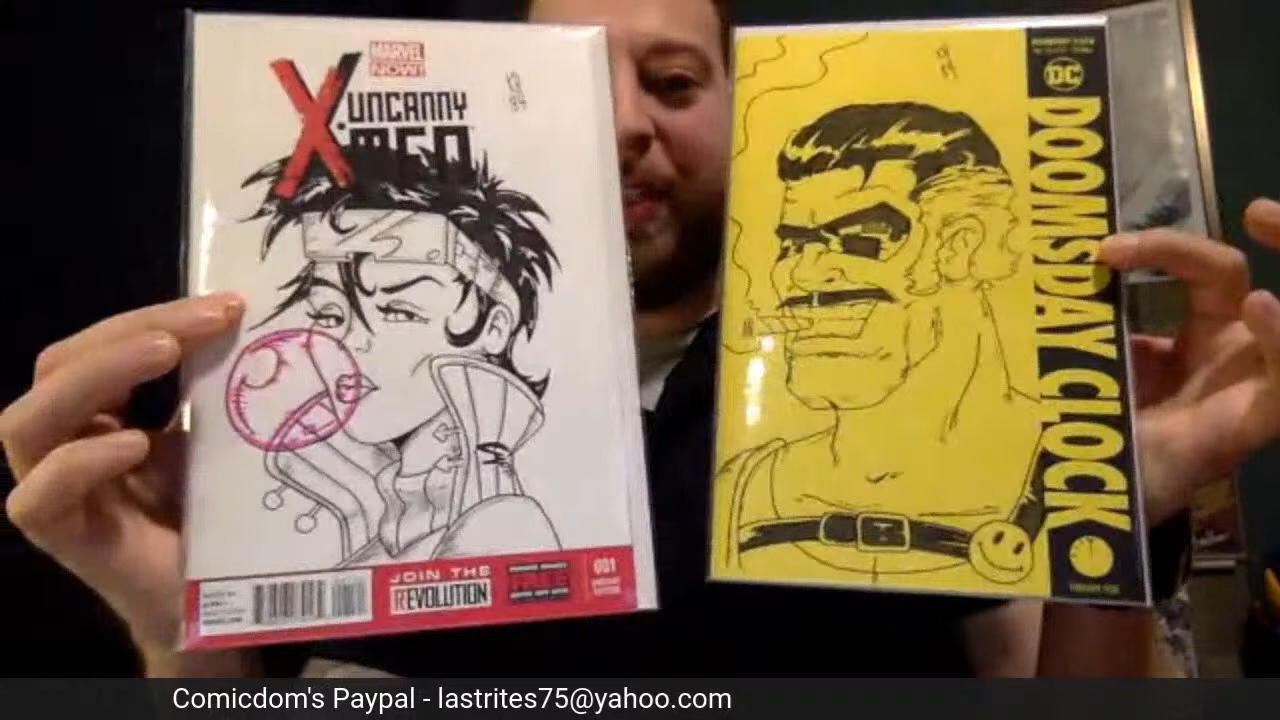 MARVEL
NOW!
UNCANNY
X-MEN
001
JOIN THE
REVOLUTION
DC
DOOMSDAY CLOCK
Comicdom's Paypal - lastrites75@yahoo.com